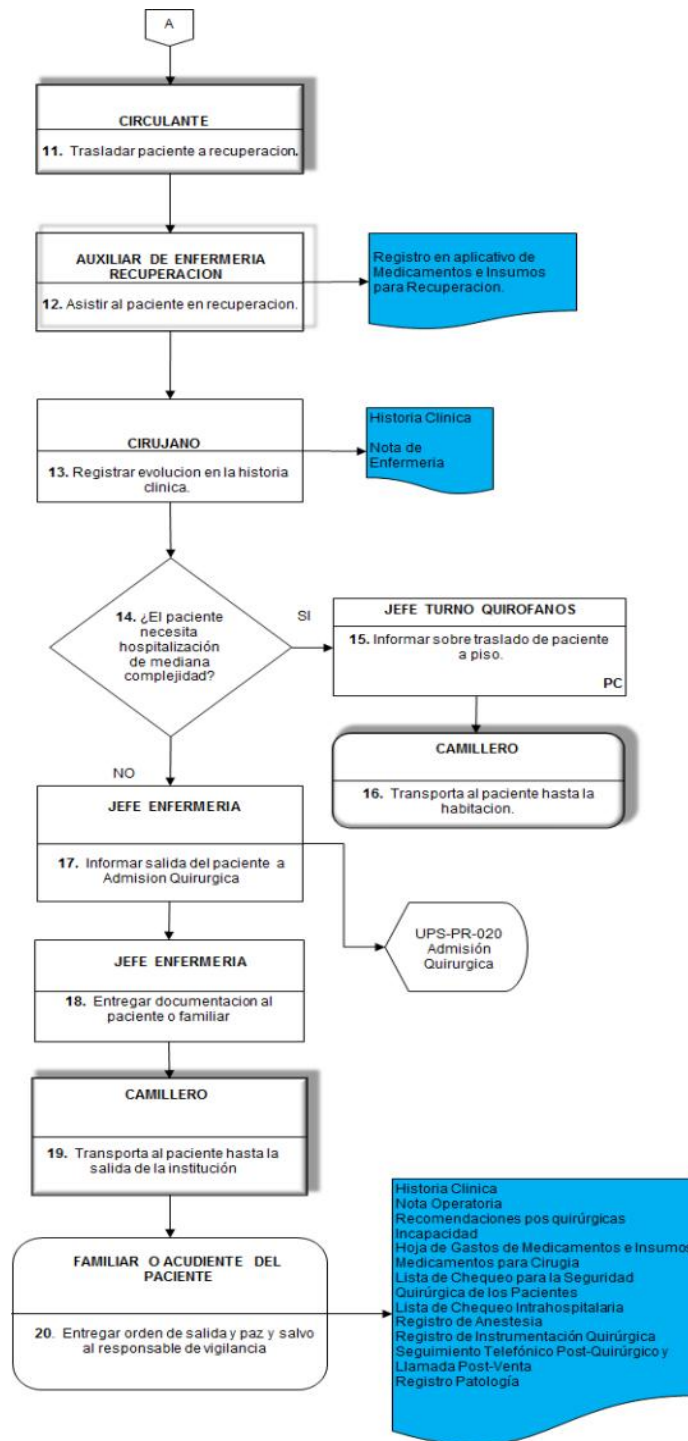 A
CIRCULANTE
11. Trasladar paciente a recuperacion.
AUXILIAR DE ENFERMERIA
RECUPERACION
12. Asistir al paciente en recuperacion.
Registro en aplicativo de
Medicamentos e Insumos
para Recuperacion.
CIRUJANO
13. Registrar evolucion en la historia
clinica.
Historia Clínica
Nota de
Enfermeria
14. ¿El paciente
necesita
hospitalización
de mediana
complejidad?
SI
JEFE TURNO QUIROFANOS
15. Informar sobre traslado de paciente
a piso.
PC
CAMILLERO
16. Transporta al paciente hasta la
habitacion.
NO
JEFE ENFERMERIA
17. Informar salida del paciente a
Admision Quirurgica
UPS-PR-020
Admisión
Quirurgica
JEFE ENFERMERIA
18. Entregar documentacion al
paciente o familiar
CAMILLERO
19. Transporta al paciente hasta la
salida de la institución
FAMILIAR O ACUDIENTE DEL
PACIENTE
20. Entregar orden de salida y paz y salvo
al responsable de vigilancia
Historia Clinica
Nota Operatoria
Recomendaciones pos quirúrgicas
Incapacidad
Hoja de Gastos de Medicamentos e Insumos
Medicamentos para Cirugia
Lista de Chequeo para la Seguridad
Quirúrgica de los Pacientes
Lista de Chequeo Intrahospitalaria
Registro de Anestesia
Registro de Instrumentación Quirúrgica
Seguimiento Telefónico Post-Quirúrgico y
Llamada Post-Venta
Registro Patología